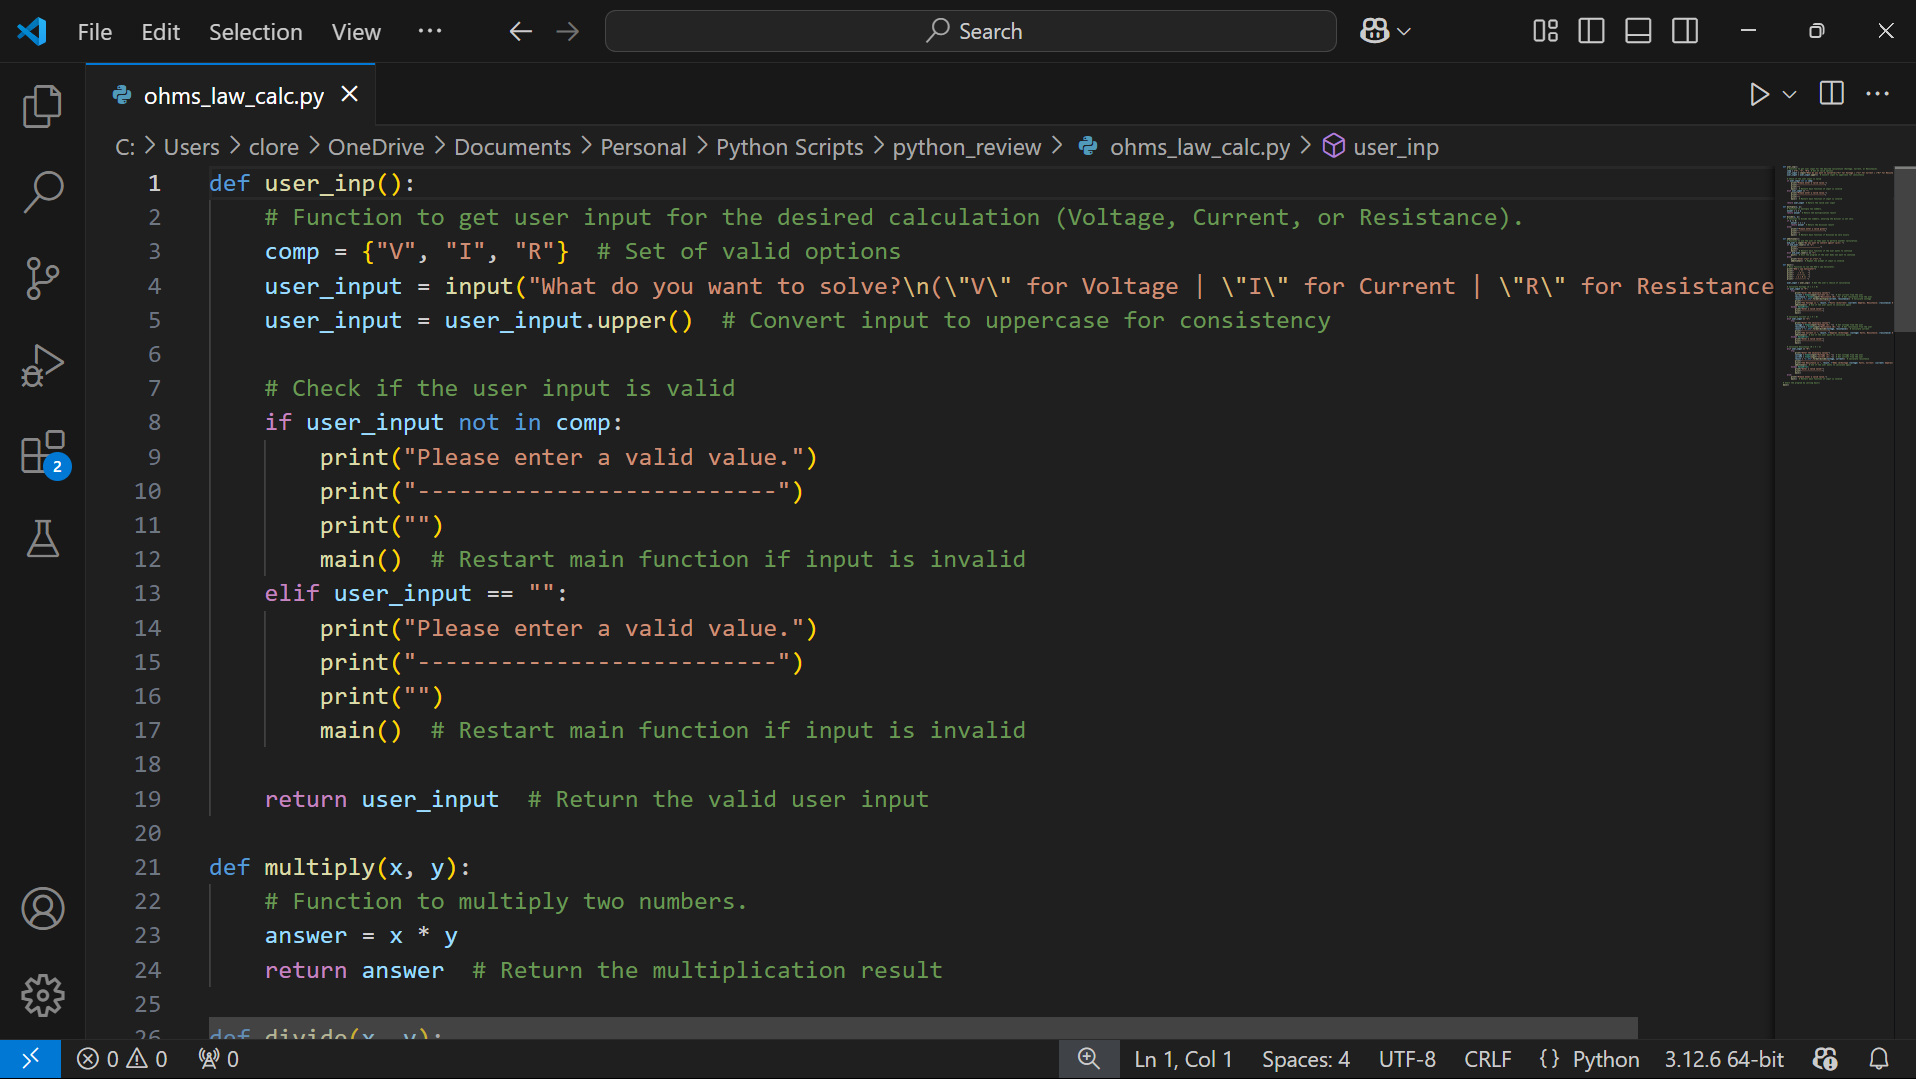 File Edit Selection View ··· Search
ohms_law_calc.py
C: > Users > clore > OneDrive > Documents > Personal > Python Scripts > python_review > ohms_law_calc.py > user_inp
1 def user_inp():
2     # Function to get user input for the desired calculation (Voltage, Current, or Resistance).
3     comp = {"V", "I", "R"}  # Set of valid options
4     user_input = input("What do you want to solve?\n(\"V\" for Voltage | \"I\" for Current | \"R\" for Resistance
5     user_input = user_input.upper()  # Convert input to uppercase for consistency
6
7     # Check if the user input is valid
8     if user_input not in comp:
9         print("Please enter a valid value.")
10         print("--------------------------")
11         print("")
12         main()  # Restart main function if input is invalid
13     elif user_input == "":
14         print("Please enter a valid value.")
15         print("--------------------------")
16         print("")
17         main()  # Restart main function if input is invalid
18
19     return user_input  # Return the valid user input
20
21 def multiply(x, y):
22     # Function to multiply two numbers.
23     answer = x * y
24     return answer  # Return the multiplication result
25
26 def divide(x, y):
2
0 0 0 Ln 1, Col 1 Spaces: 4 UTF-8 CRLF {} Python 3.12.6 64-bit